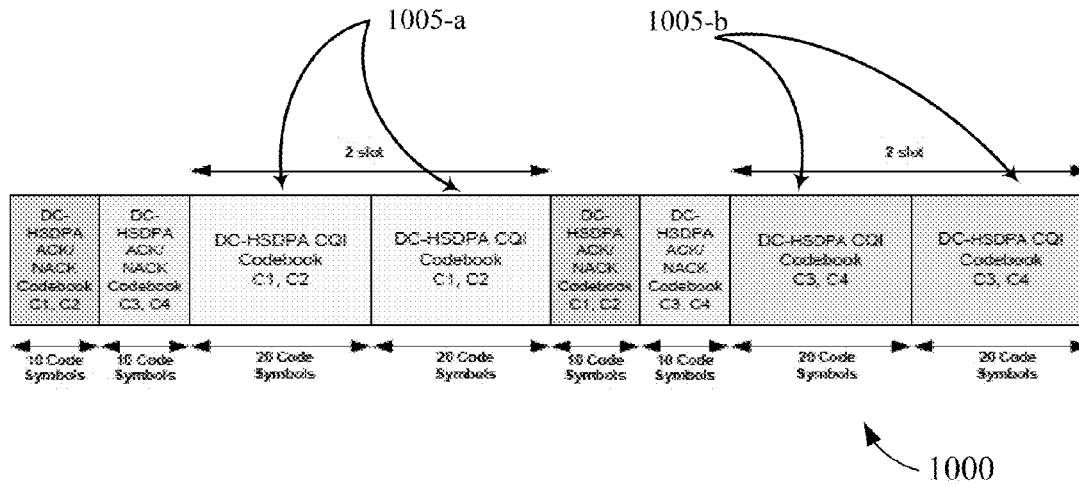 1005-a
1005-b
2 slot
2 slot
DC-
HSDPA
ACK/
NACK
Codebook
C1, C2
DC-
HSDPA
ACK/
NACK
Codebook
C3, C4
DC-HSDPA CQI
Codebook
C1, C2
DC-HSDPA CQI
Codebook
C1, C2
DC-
HSDPA
ACK/
NACK
Codebook
C1, C2
DC-
HSDPA
ACK/
NACK
Codebook
C3, C4
DC-HSDPA CQI
Codebook
C3, C4
DC-HSDPA CQI
Codebook
C3, C4
10 Code
Symbols
10 Code
Symbols
20 Code
Symbols
20 Code
Symbols
10 Code
Symbols
10 Code
Symbols
20 Code
Symbols
20 Code
Symbols
1000